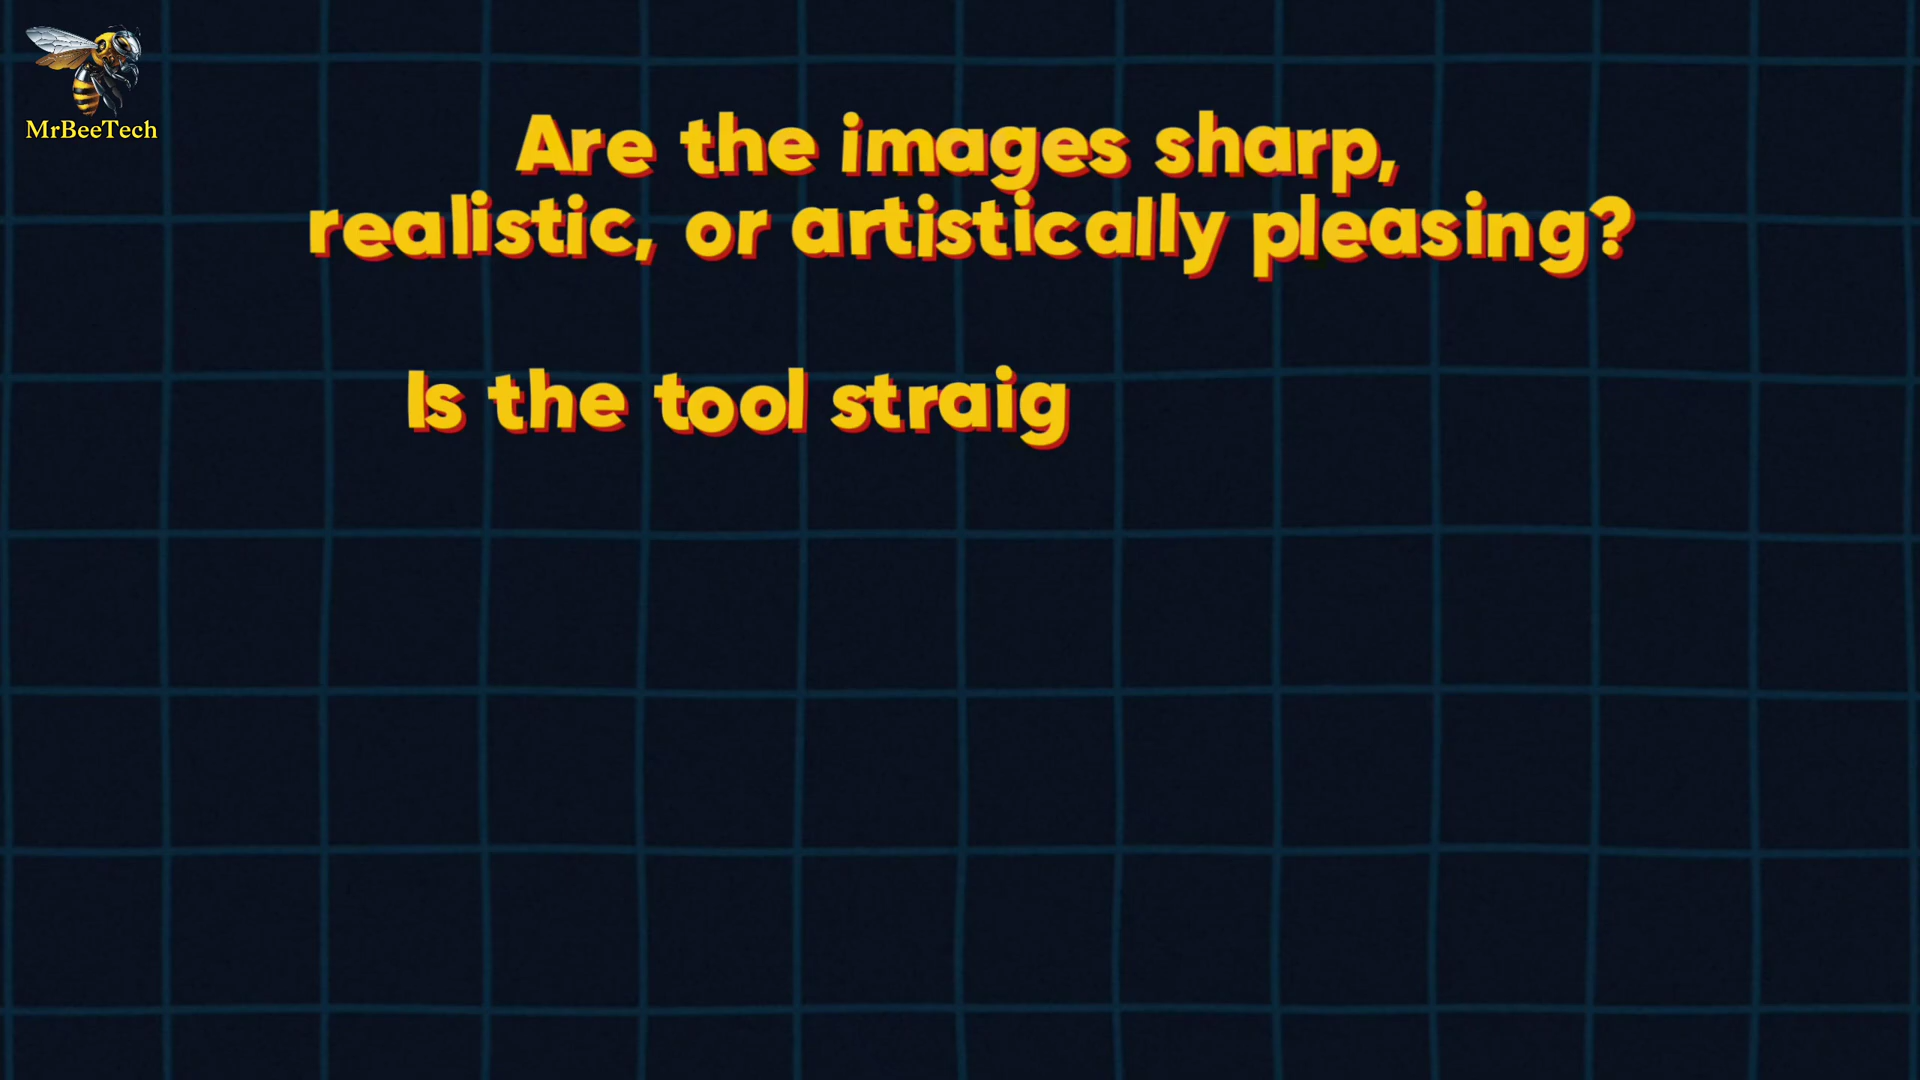 MrBeeTech
Are the images sharp,
realistic, or artistically pleasing?
Is the tool straig